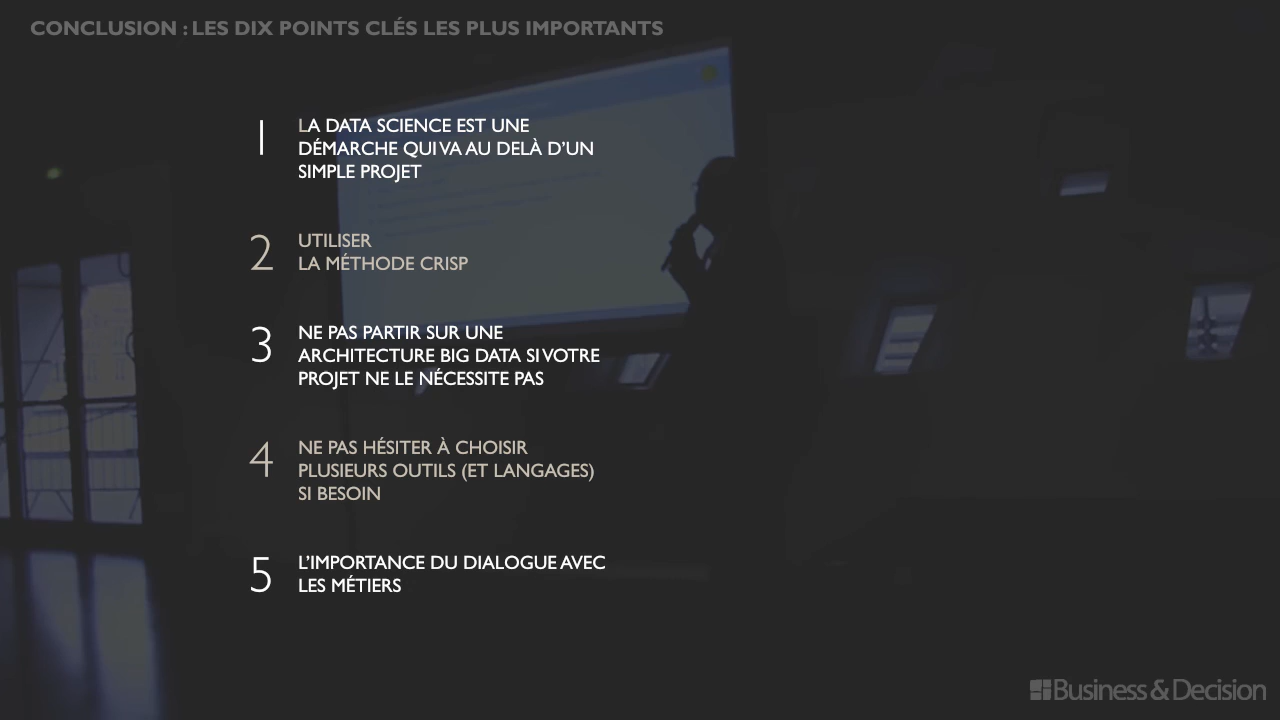 CONCLUSION : LES DIX POINTS CLÉS LES PLUS IMPORTANTS
1
LA DATA SCIENCE EST UNE
DÉMARCHE QUI VA AU DELÀ D’UN
SIMPLE PROJET
2
UTILISER
LA MÉTHODE CRISP
3
NE PAS PARTIR SUR UNE
ARCHITECTURE BIG DATA SI VOTRE
PROJET NE LE NÉCESSITE PAS
4
NE PAS HÉSITER À CHOISIR
PLUSIEURS OUTILS (ET LANGAGES)
SI BESOIN
5
L’IMPORTANCE DU DIALOGUE AVEC
LES MÉTIERS
Business & Decision